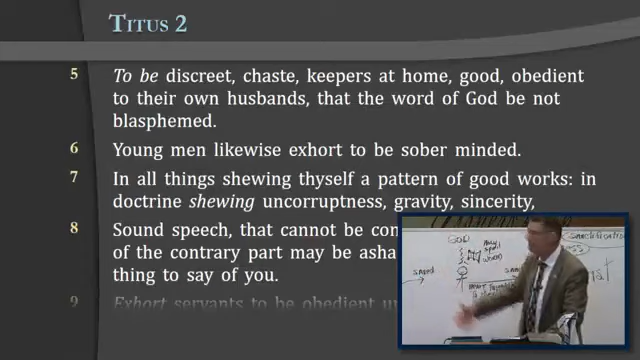 TITUS 2
5 To be discreet, chaste, keepers at home, good, obedient
to their own husbands, that the word of God be not
blasphemed.
6 Young men likewise exhort to be sober minded.
7 In all things shewing thyself a pattern of good works: in
doctrine shewing uncorruptness, gravity, sincerity,
8 Sound speech, that cannot be con
of the contrary part may be asha
thing to say of you.
9 Exhort servants to be obedient u
GOD